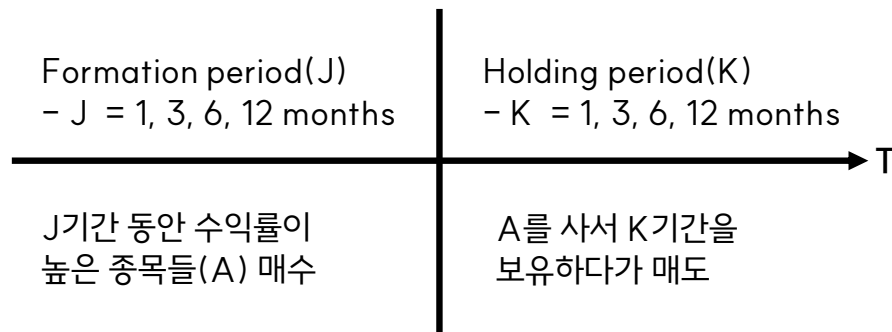 Formation period(J)
- J = 1, 3, 6, 12 months
Holding period(K)
- K = 1, 3, 6, 12 months
T
J기간 동안 수익률이
높은 종목들(A) 매수
A를 사서 K기간을
보유하다가 매도